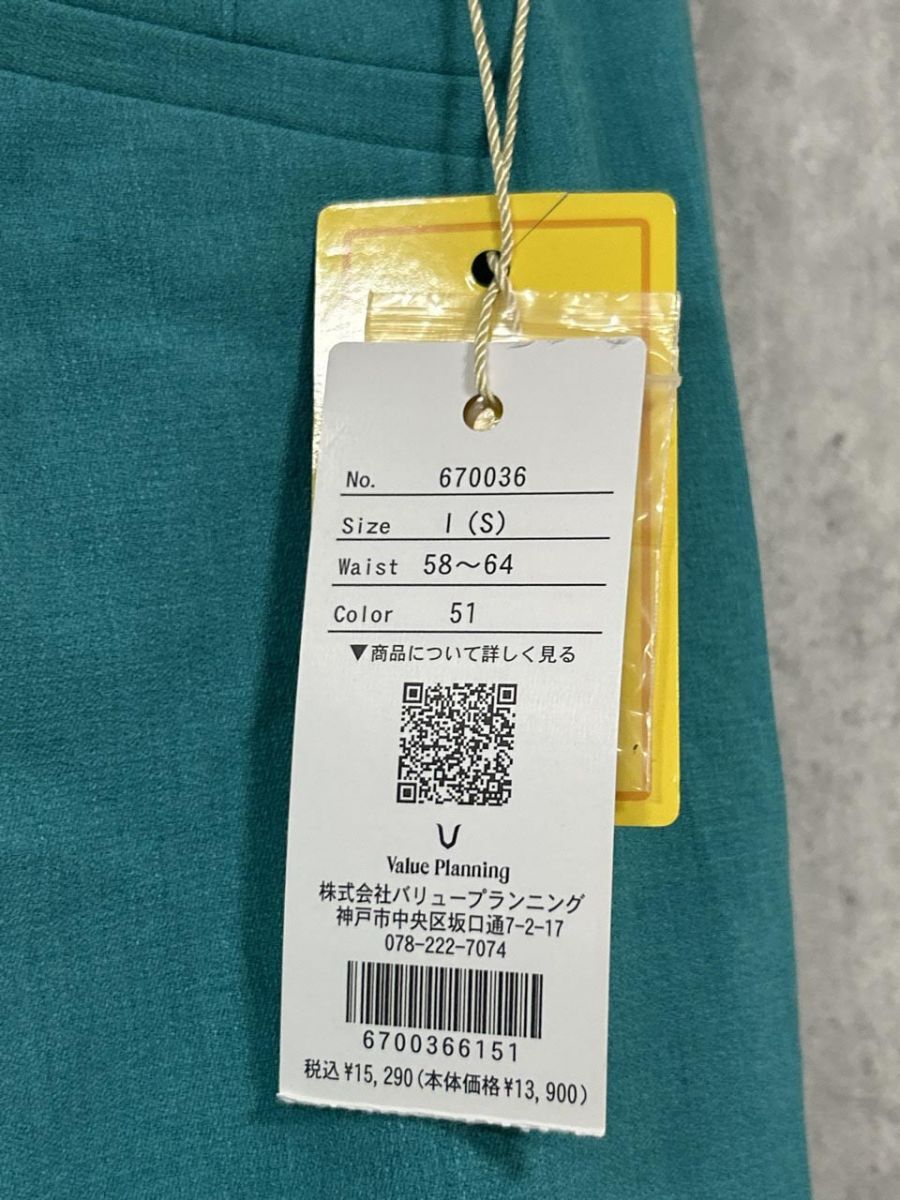 No. 670036
Size I (S)
Waist 58～64
Color 51
▼商品について詳しく見る
Value Planning
株式会社バリュープランニング
神戸市中央区坂口通7-2-17
078-222-7074
6700366151
税込¥15,290(本体価格¥13,900)